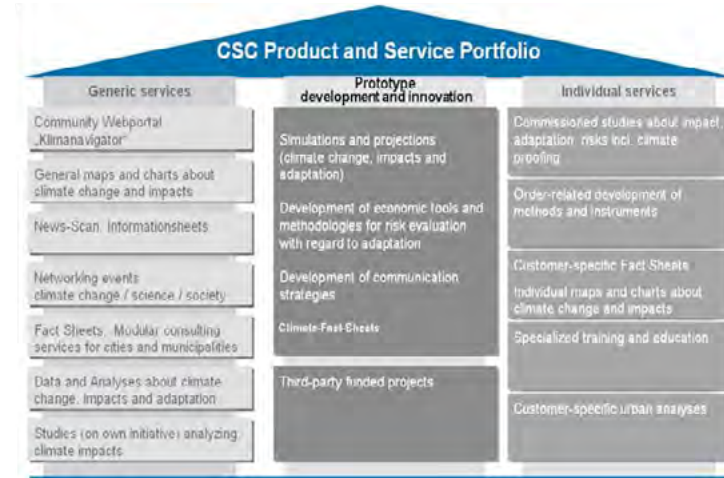 CSC Product and Service Portfolio
Generic services
Community Webportal
„Klimanavigator"
General maps and charts about
climate change and impacts
News-Scan, Informationsheets
Networking events
climate change / science / society
Fact Sheets, Modular consulting
services for cities and municipalities
Data and Analyses about climate
change, impacts and adaptation
Studies (on own initiative) analyzing
climate impacts
Prototype
development and innovation
Simulations and projections
(climate change, impacts and
adaptation)
Development of economic tools and
methodologies for risk evaluation
with regard to adaptation
Development of communication
strategies
Climate-Fact-Sheets
Third-party funded projects
Individual services
Commissioned studies about impact,
adaptation, risks incl. climate
proofing
Order-related development of
methods and instruments
Customer-specific Fact Sheets
Individual maps and charts about
climate change and impacts
Specialized training and education
Customer-specific urban analyses